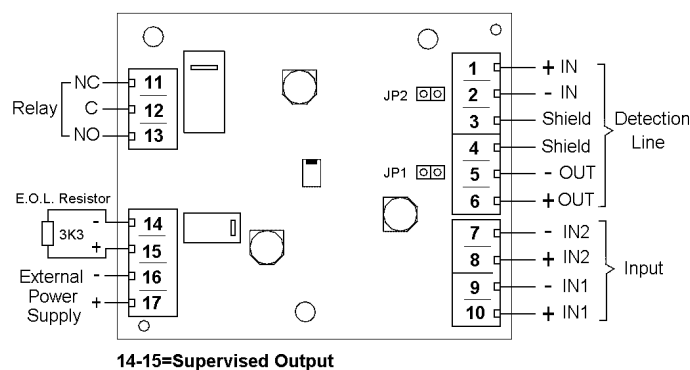 NC 11
Relay C 12
NO 13
E.O.L. Resistor
3K3
- 14
+ 15
External - 16
Power
Supply + 17
JP2
JP1
1 + IN
2 - IN
3 Shield
4 Shield
5 - OUT
6 + OUT
Detection
Line
7 - IN2
8 + IN2
9 - IN1
10 + IN1
Input
14-15=Supervised Output